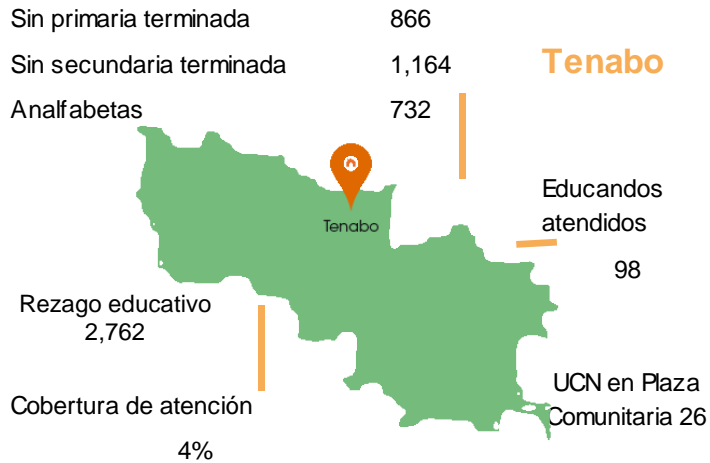 Sin primaria terminada 866
Sin secundaria terminada 1,164
Tenabo
Analfabetas 732
Tenabo
Educandos
atendidos
98
Rezago educativo
2,762
UCN en Plaza
Comunitaria 26
Cobertura de atención
4%